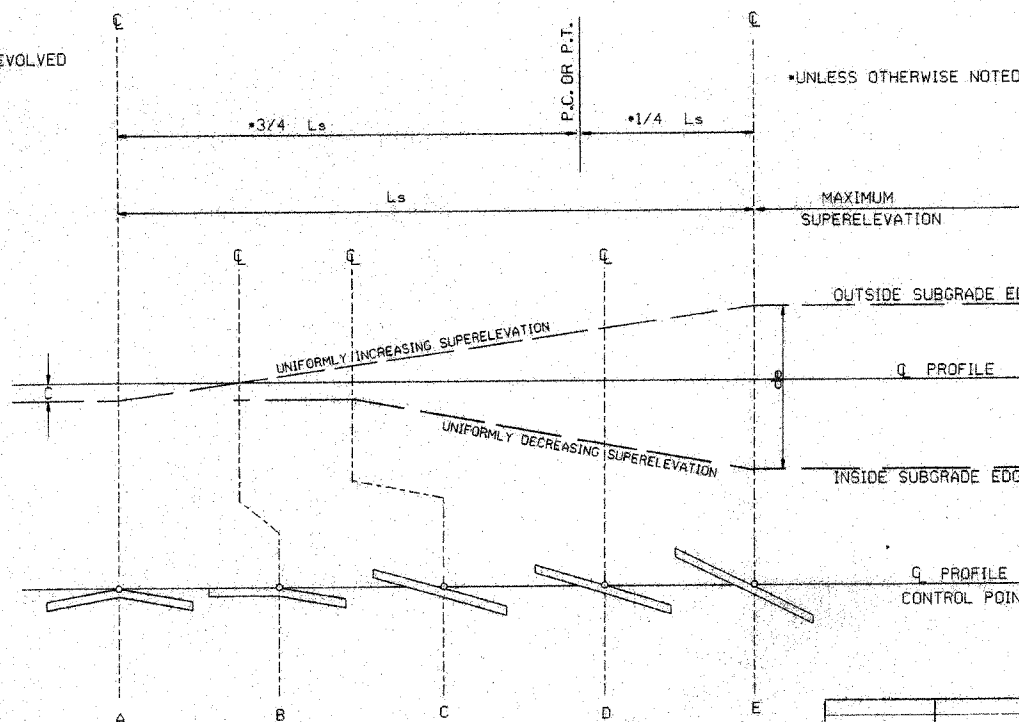 ℄ ℄
EVOLVED
P.C. OR P.T.
*UNLESS OTHERWISE NOTED
*3/4 Ls
*1/4 Ls
Ls
MAXIMUM
SUPERELEVATION
℄ ℄ ℄
OUTSIDE SUBGRADE ED
UNIFORMLY INCREASING SUPERELEVATION
℄ PROFILE
C
UNIFORMLY DECREASING SUPERELEVATION
INSIDE SUBGRADE EDG
℄ PROFILE
CONTROL POIN
A B C D E